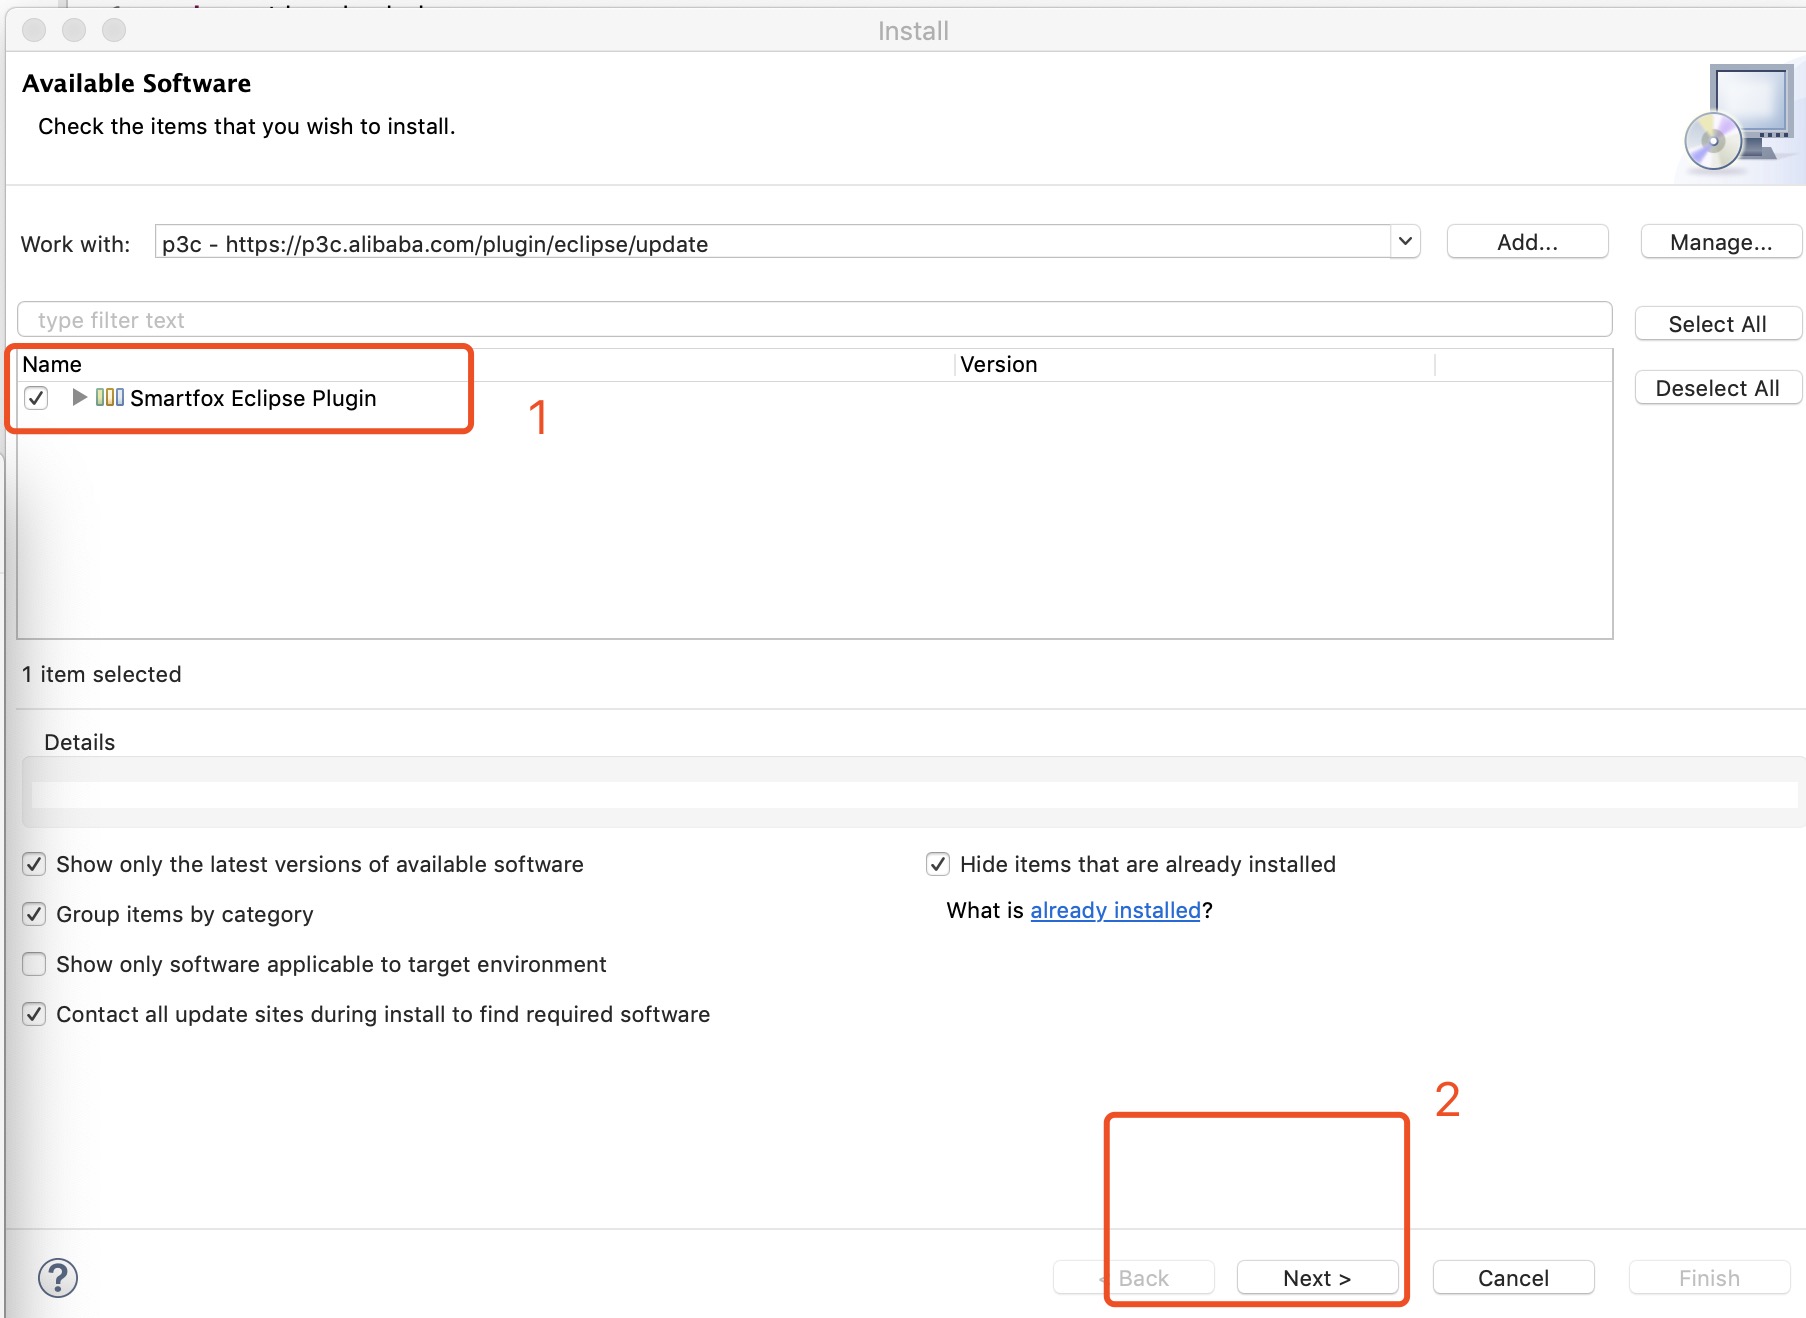 Install
Available Software
Check the items that you wish to install.
Work with: p3c - https://p3c.alibaba.com/plugin/eclipse/update Add... Manage...
type filter text
Select All
Name Version
Smartfox Eclipse Plugin
Deselect All
1
1 item selected
Details
Show only the latest versions of available software
Hide items that are already installed
Group items by category
What is already installed?
Show only software applicable to target environment
Contact all update sites during install to find required software
2
? < Back Next > Cancel Finish